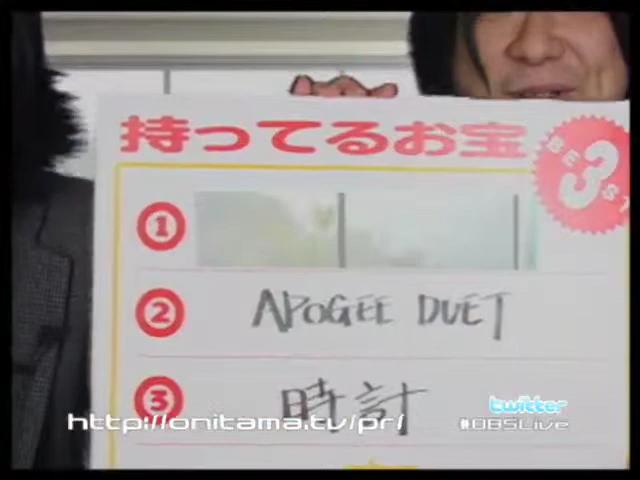 持ってるお宝
BEST
3
①
② APOGEE DUET
③ 時計
http://onitama.tv/pr/
twitter
#OBSLive